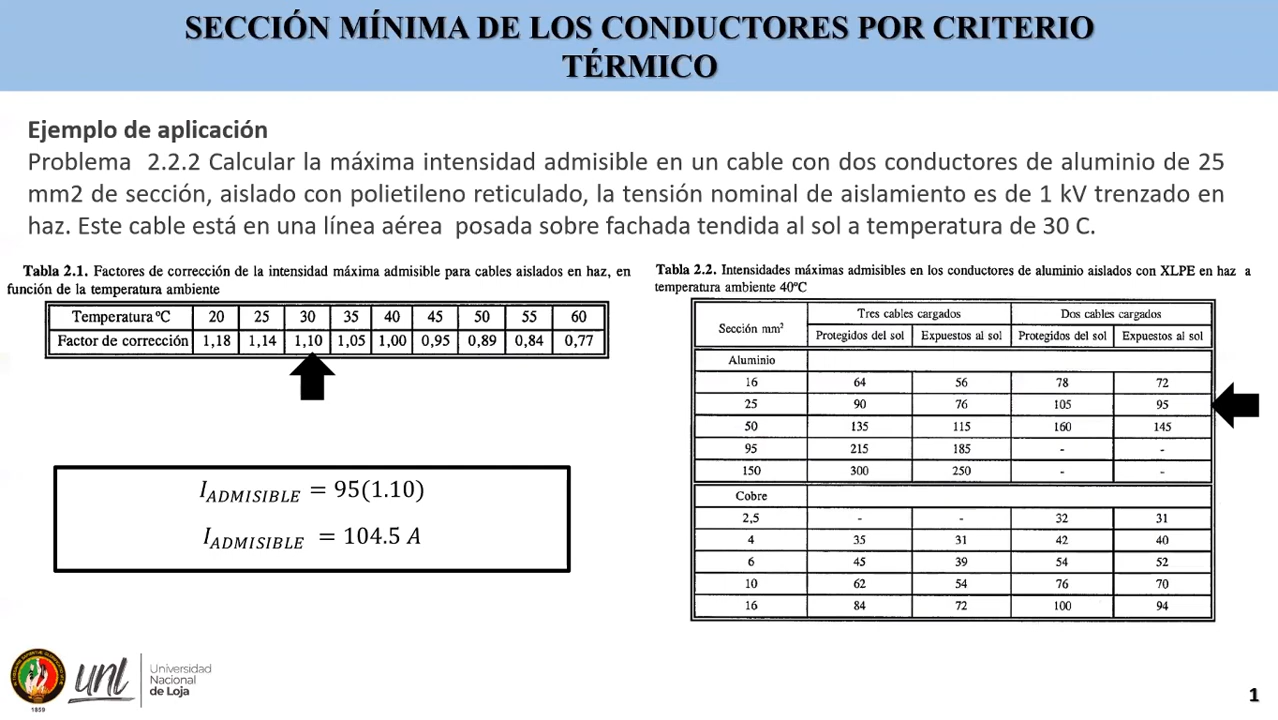 SECCIÓN MÍNIMA DE LOS CONDUCTORES POR CRITERIO
TÉRMICO
Ejemplo de aplicación
Problema 2.2.2 Calcular la máxima intensidad admisible en un cable con dos conductores de aluminio de 25
mm2 de sección, aislado con polietileno reticulado, la tensión nominal de aislamiento es de 1 kV trenzado en
haz. Este cable está en una línea aérea posada sobre fachada tendida al sol a temperatura de 30 C.
Tabla 2.1. Factores de corrección de la intensidad máxima admisible para cables aislados en haz, en
función de la temperatura ambiente
Temperatura ºC 20 25 30 35 40 45 50 55 60
Factor de corrección 1,18 1,14 1,10 1,05 1,00 0,95 0,89 0,84 0,77
I_ADMISIBLE = 95(1.10)
I_ADMISIBLE = 104.5 A
Tabla 2.2. Intensidades máximas admisibles en los conductores de aluminio aislados con XLPE en haz a
temperatura ambiente 40ºC
Sección mm² Tres cables cargados Dos cables cargados
Protegidos del sol Expuestos al sol Protegidos del sol Expuestos al sol
Aluminio
16 64 56 78 72
25 90 76 105 95
50 135 115 160 145
95 215 185 - -
150 300 250 - -
Cobre
2,5 - - 32 31
4 35 31 42 40
6 45 39 54 52
10 62 54 76 70
16 84 72 100 94
1859
unl
Universidad
Nacional
de Loja
1